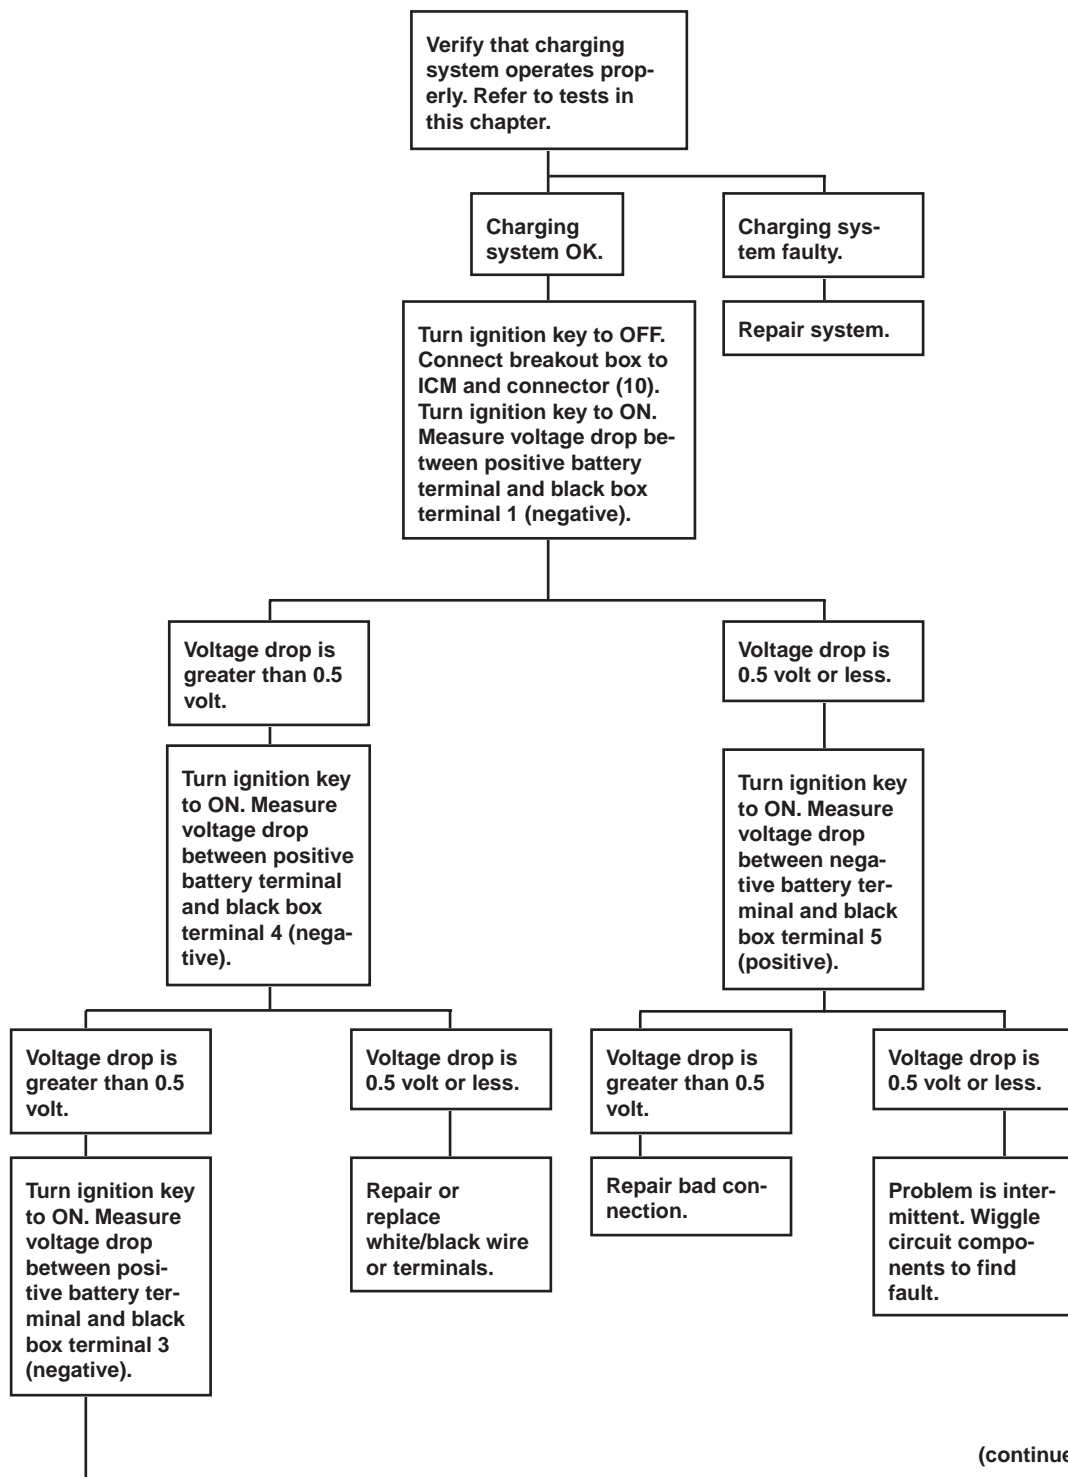 Verify that charging
system operates prop-
erly. Refer to tests in
this chapter.
Charging
system OK.
Charging sys-
tem faulty.
Turn ignition key to OFF.
Connect breakout box to
ICM and connector (10).
Turn ignition key to ON.
Measure voltage drop be-
tween positive battery
terminal and black box
terminal 1 (negative).
Repair system.
Voltage drop is
greater than 0.5
volt.
Voltage drop is
0.5 volt or less.
Turn ignition key
to ON. Measure
voltage drop
between positive
battery terminal
and black box
terminal 4 (nega-
tive).
Turn ignition key
to ON. Measure
voltage drop
between nega-
tive battery ter-
minal and black
box terminal 5
(positive).
Voltage drop is
greater than 0.5
volt.
Voltage drop is
0.5 volt or less.
Voltage drop is
greater than 0.5
volt.
Voltage drop is
0.5 volt or less.
Turn ignition key
to ON. Measure
voltage drop
between posi-
tive battery ter-
minal and black
box terminal 3
(negative).
Repair or
replace
white/black wire
or terminals.
Repair bad con-
nection.
Problem is inter-
mittent. Wiggle
circuit compo-
nents to find
fault.
(continue